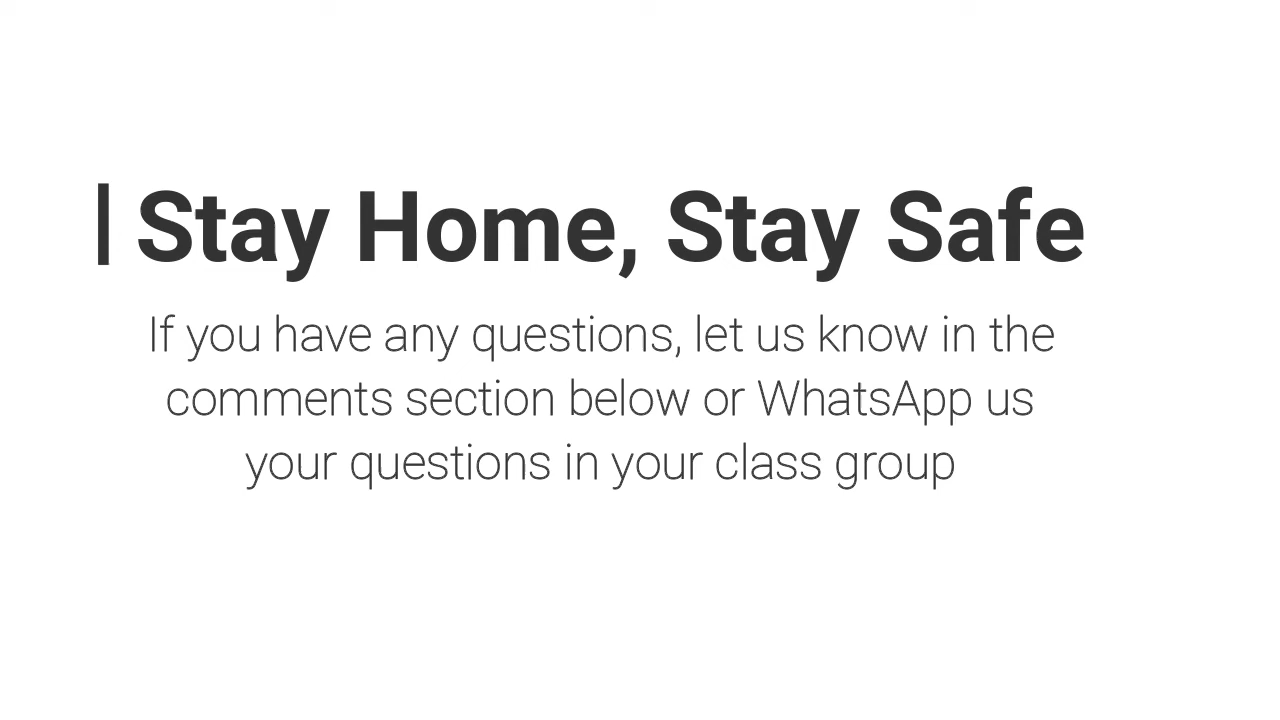 | Stay Home, Stay Safe
If you have any questions, let us know in the
comments section below or WhatsApp us
your questions in your class group